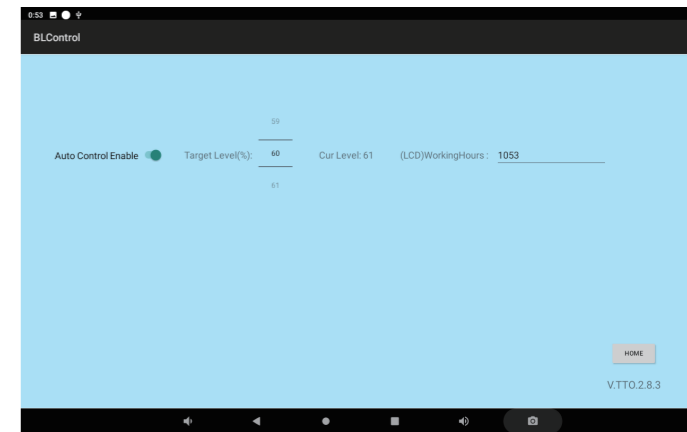 0:53
BLControl
59
Auto Control Enable Target Level(%): 60 Cur Level: 61 (LCD)WorkingHours : 1053
61
HOME
V.TTO.2.8.3